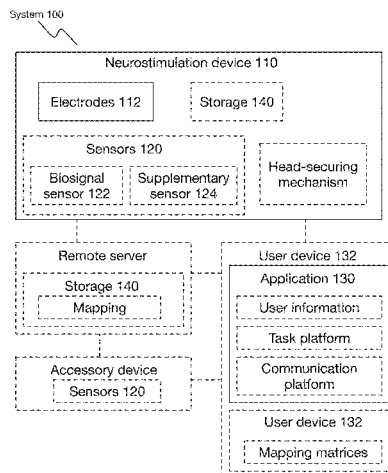 System 100
Neurostimulation device 110
Electrodes 112
Storage 140
Sensors 120
Biosignal
sensor 122
Supplementary
sensor 124
Head-securing
mechanism
Remote server
Storage 140
Mapping
Accessory device
Sensors 120
User device 132
Application 130
User information
Task platform
Communication
platform
User device 132
Mapping matrices